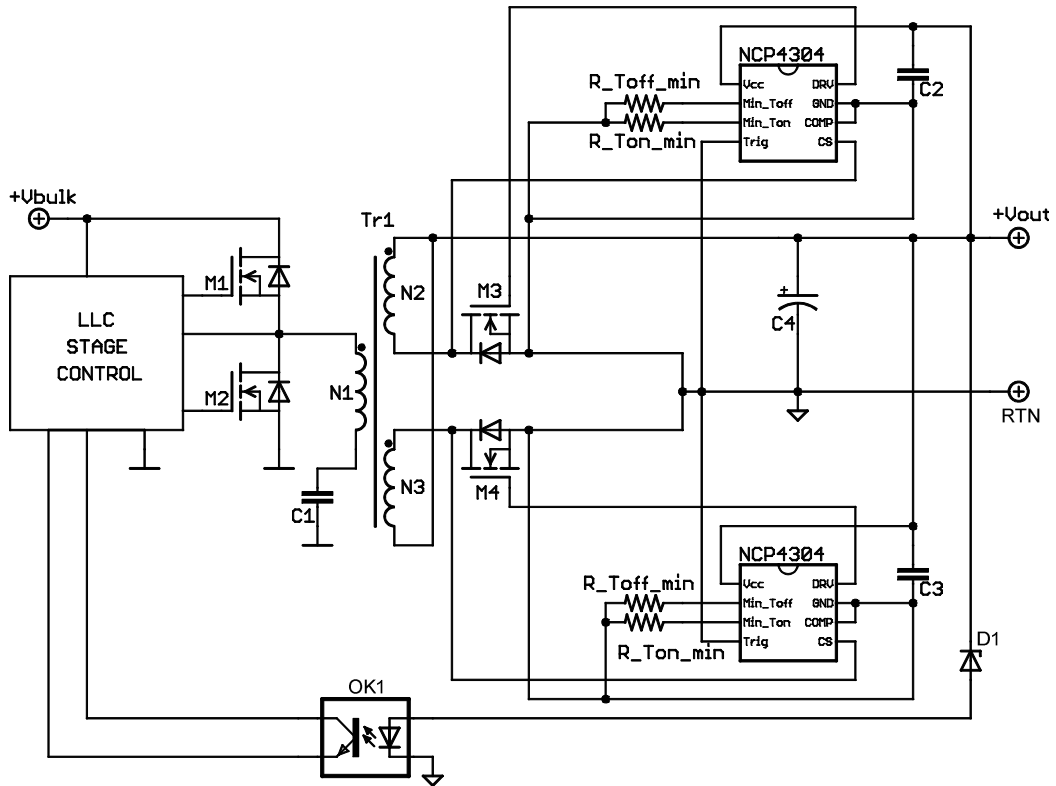 NCP4304
Vcc
DRV
Min_Toff
GND
Min_Ton
COMP
Trig
CS
R_Toff_min
R_Ton_min
C2
+Vbulk
+Vout
Tr1
M1
N2
M3
LLC
STAGE
CONTROL
C4
M2
N1
RTN
N3
M4
C1
NCP4304
Vcc
DRV
Min_Toff
GND
Min_Ton
COMP
Trig
CS
R_Toff_min
R_Ton_min
C3
D1
OK1
+